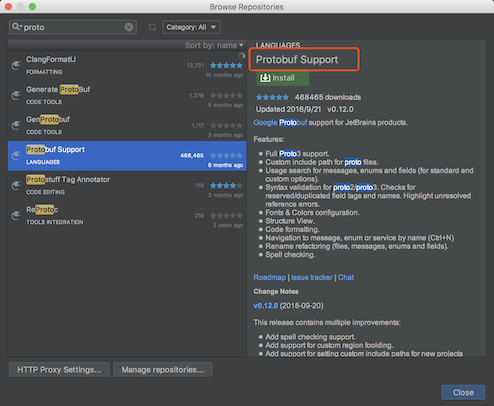 Browse Repositories
proto
Category: All
Sort by: name
ClangFormatIJ
13,731
FORMATTING
10 months ago
Generate ProtoBuf
1,376
CODE TOOLS
5 months ago
GenProtobuf
1,117
CODE TOOLS
3 months ago
Protobuf Support
468,465
LANGUAGES
6 months ago
Protostuff Tag Annotator
119
CODE EDITING
3 months ago
ReProtoc
216
TOOLS INTEGRATION
3 years ago
LANGUAGES
Protobuf Support
Install
468465 downloads
Updated 2018/9/21 v0.12.0
Google Protobuf support for JetBrains products.
Features:
Full Proto3 support.
Custom include path for proto files.
Usage search for messages, enums and fields (for standard and
custom options).
Syntax validation for proto2/proto3. Checks for
reserved/duplicated field tags and names. Highlight unresolved
reference errors.
Fonts & Colors configuration.
Structure View.
Code formatting.
Navigation to message, enum or service by name (Ctrl+N)
Rename refactoring (files, messages, enums and fields).
Spell checking.
Roadmap | Issue tracker | Chat
Change Notes
v0.12.0 (2018-09-20)
This release contains multiple improvements:
Add spell checking support.
Add support for custom region foolding.
Add support for setting custom include paths for new projects
HTTP Proxy Settings...
Manage repositories...
Close